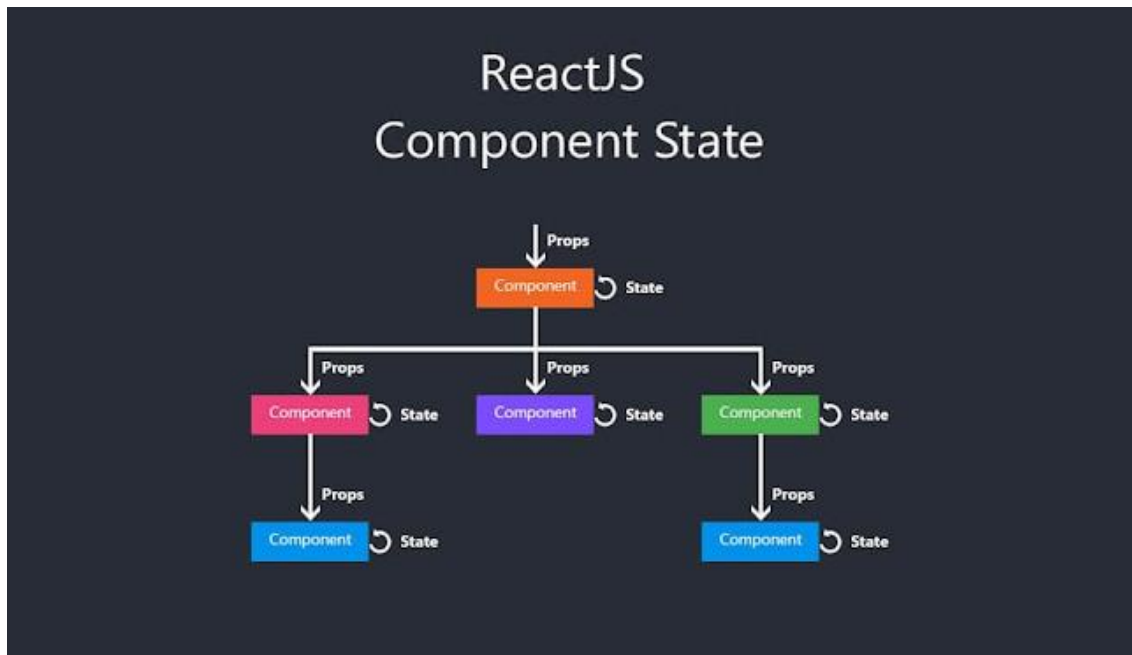 ReactJS
Component State
Props
Component State
Props Props Props
Component State Component State Component State
Props Props
Component State Component State